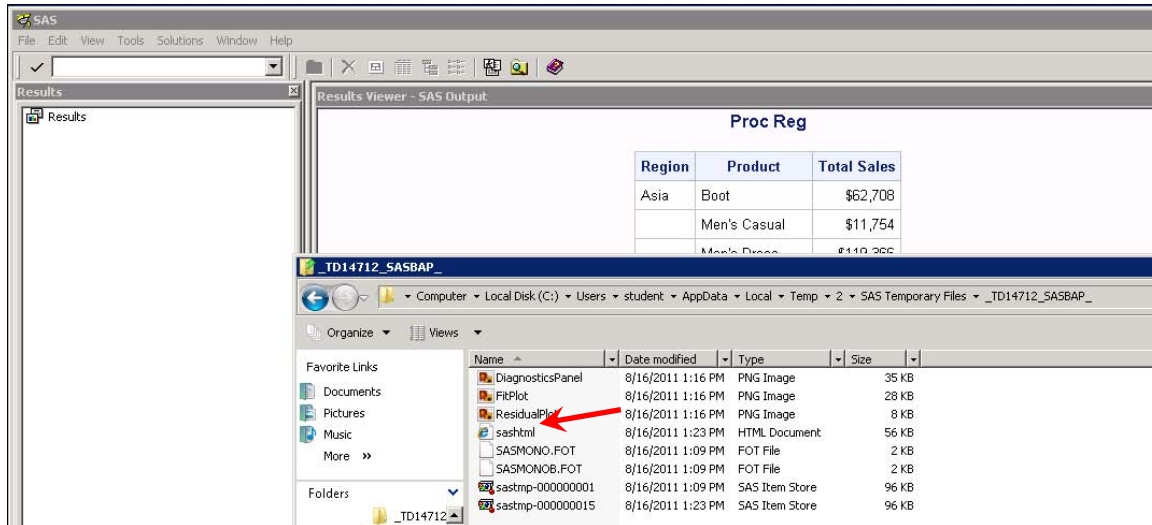 SAS
File Edit View Tools Solutions Window Help
Results
Results Viewer - SAS Output
Results
Proc Reg
Region Product Total Sales
Asia Boot $62,708
Men's Casual $11,754
Men's Dress $119,366
_TD14712_SASBAP_
Computer Local Disk (C:) Users student AppData Local Temp 2 SAS Temporary Files _TD14712_SASBAP_
Organize Views
Favorite Links
Documents
Pictures
Music
More »
Folders
_TD14712
Name Date modified Type Size
DiagnosticsPanel 8/16/2011 1:16 PM PNG Image 35 KB
FitPlot 8/16/2011 1:16 PM PNG Image 28 KB
ResidualPlot 8/16/2011 1:16 PM PNG Image 8 KB
sashtml 8/16/2011 1:23 PM HTML Document 56 KB
SASMONO.FOT 8/16/2011 1:09 PM FOT File 2 KB
SASMONOB.FOT 8/16/2011 1:09 PM FOT File 2 KB
sastmp-000000001 8/16/2011 1:09 PM SAS Item Store 96 KB
sastmp-000000015 8/16/2011 1:23 PM SAS Item Store 96 KB